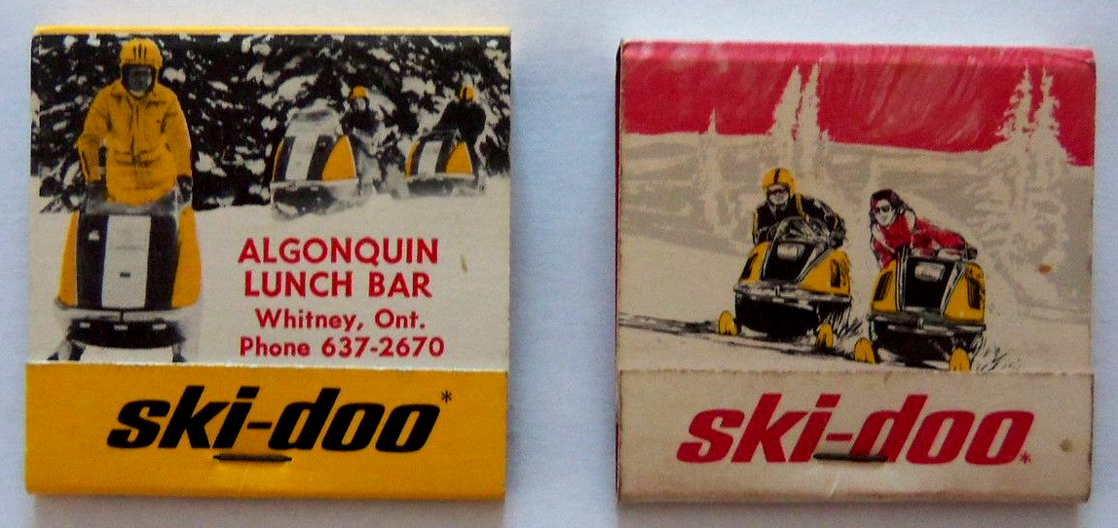 ALGONQUIN
LUNCH BAR
Whitney, Ont.
Phone 637-2670
ski-doo*
ski-doo*